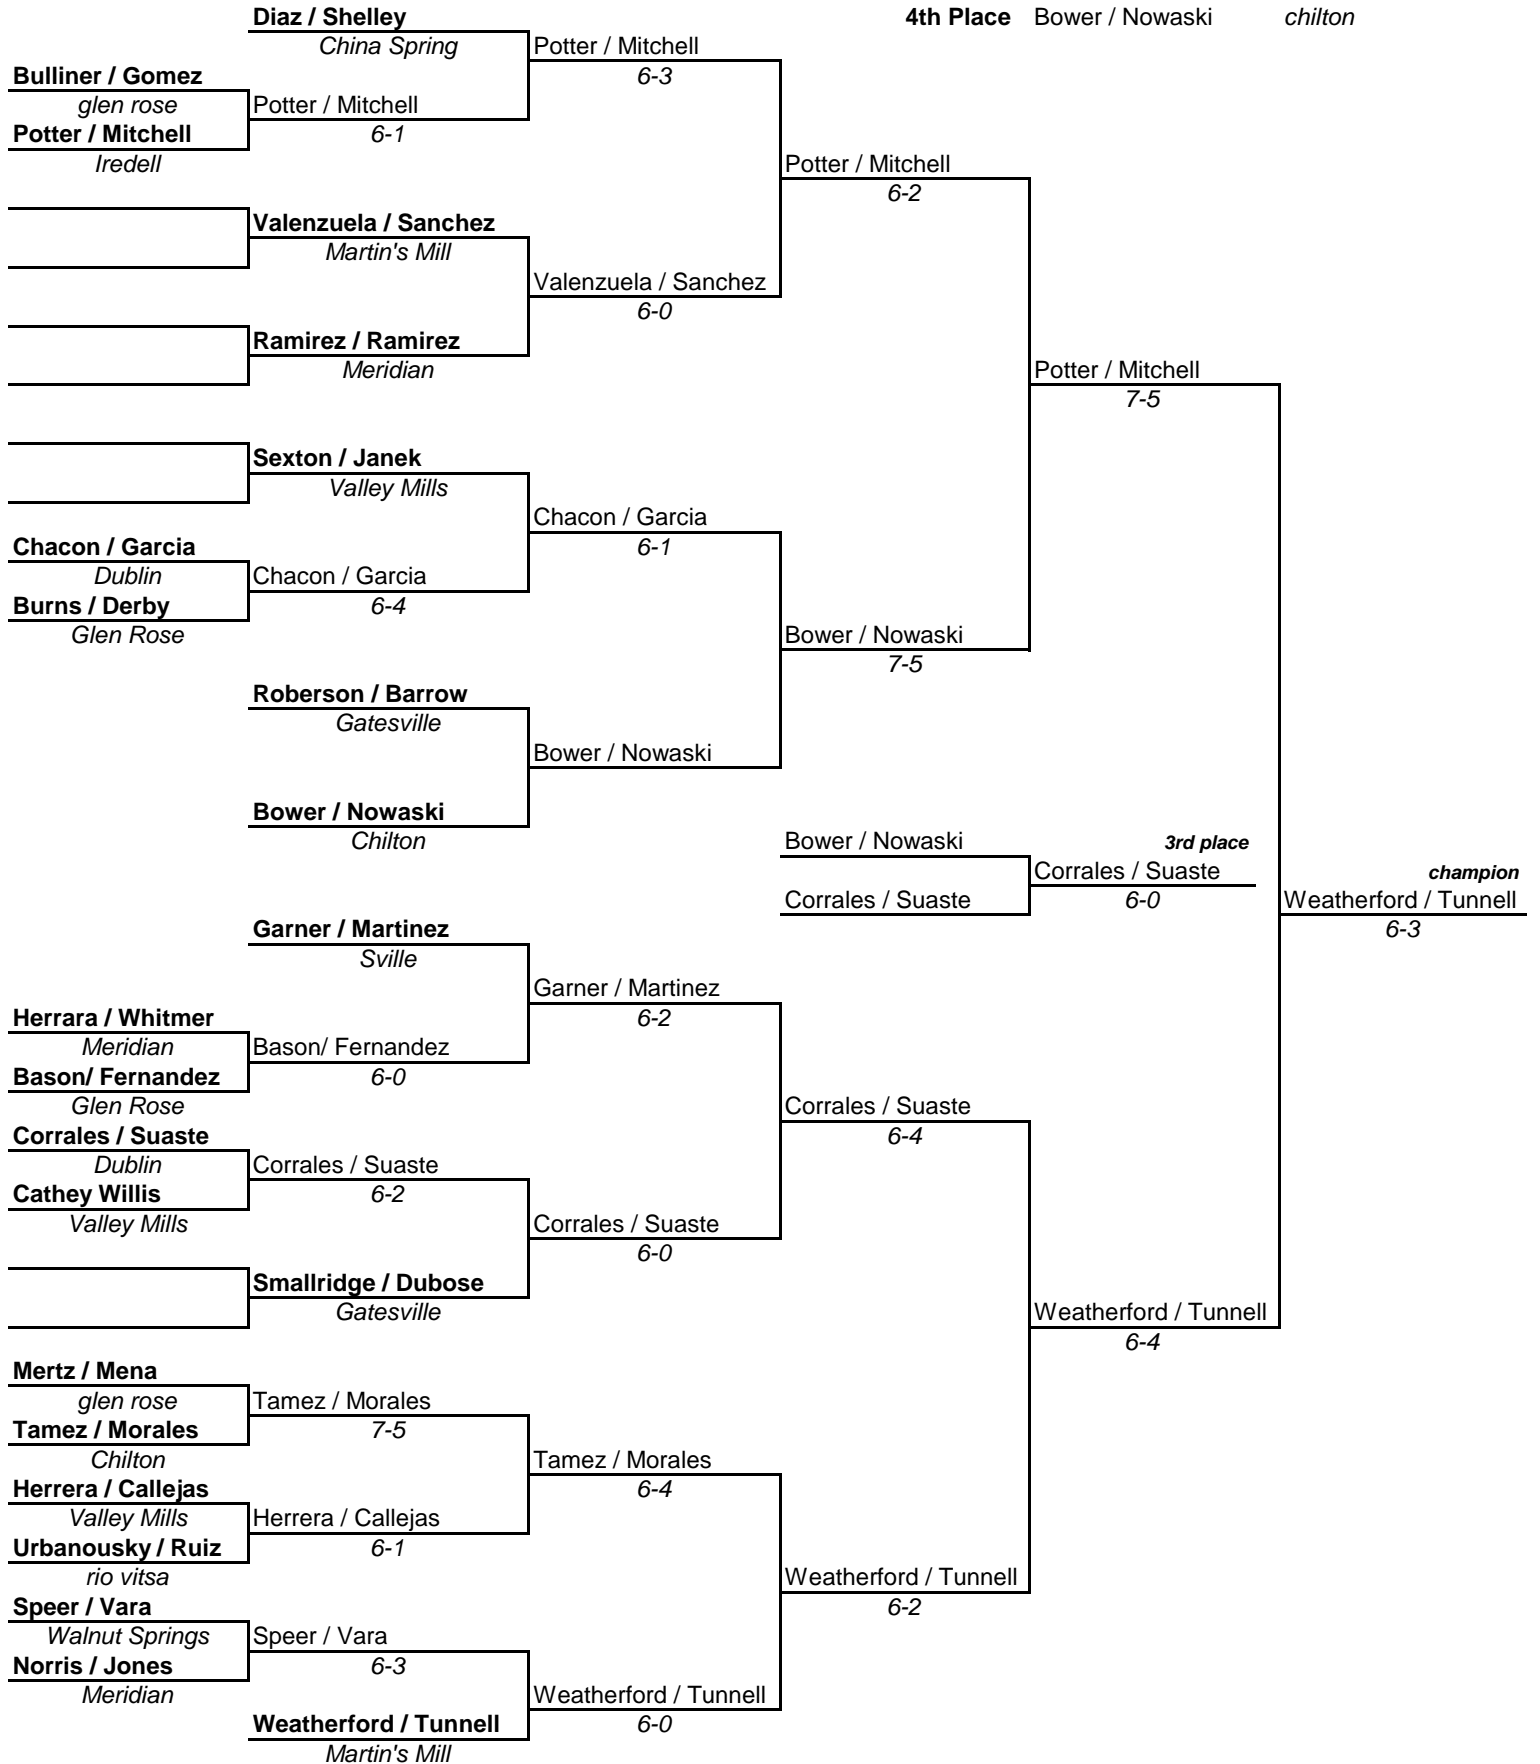 Diaz / Shelley
4th Place Bower / Nowaski chilton
China Spring
Potter / Mitchell
Bulliner / Gomez
6-3
glen rose
Potter / Mitchell
Potter / Mitchell
6-1
Iredell
Potter / Mitchell
6-2
Valenzuela / Sanchez
Martin's Mill
Valenzuela / Sanchez
6-0
Ramirez / Ramirez
Meridian
Potter / Mitchell
7-5
Sexton / Janek
Valley Mills
Chacon / Garcia
Chacon / Garcia
6-1
Dublin
Chacon / Garcia
Burns / Derby
6-4
Glen Rose
Bower / Nowaski
7-5
Roberson / Barrow
Gatesville
Bower / Nowaski
Bower / Nowaski
Chilton
Bower / Nowaski
3rd place
Corrales / Suaste
champion
Corrales / Suaste
6-0
Weatherford / Tunnell
Garner / Martinez
6-3
Sville
Garner / Martinez
Herrara / Whitmer
6-2
Meridian
Bason/ Fernandez
Bason/ Fernandez
6-0
Glen Rose
Corrales / Suaste
Corrales / Suaste
6-4
Dublin
Corrales / Suaste
Cathey Willis
6-2
Valley Mills
Corrales / Suaste
6-0
Smallridge / Dubose
Gatesville
Weatherford / Tunnell
6-4
Mertz / Mena
glen rose
Tamez / Morales
Tamez / Morales
7-5
Chilton
Tamez / Morales
Herrera / Callejas
6-4
Valley Mills
Herrera / Callejas
Urbanousky / Ruiz
6-1
rio vitsa
Weatherford / Tunnell
Speer / Vara
6-2
Walnut Springs
Speer / Vara
Norris / Jones
6-3
Meridian
Weatherford / Tunnell
Weatherford / Tunnell
6-0
Martin's Mill